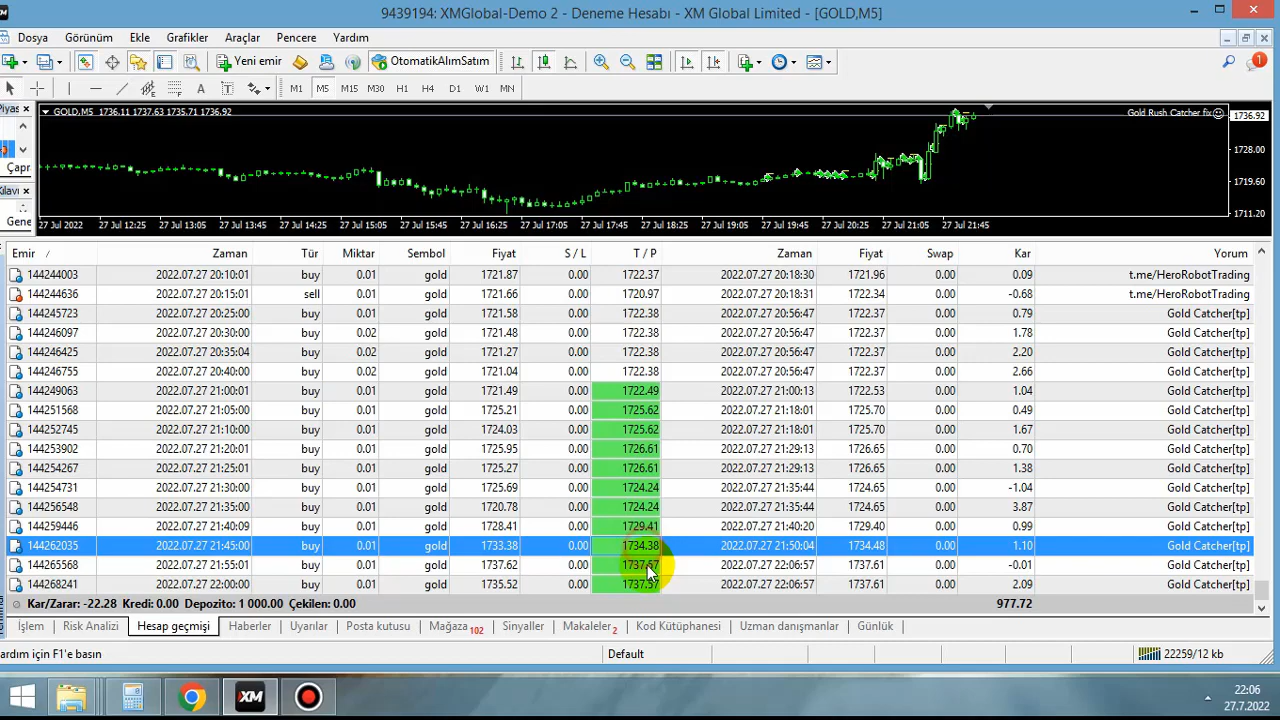 9439194: XMGlobal-Demo 2 - Deneme Hesabı - XM Global Limited - [GOLD,M5]
Dosya Görünüm Ekle Grafikler Araçlar Pencere Yardım
Yeni emir OtomatikAlımSatım 1
A T M1 M5 M15 M30 H1 H4 D1 W1 MN
Piyas
Çapr
Kılavı
Gene
GOLD,M5 1736.11 1737.63 1735.71 1736.92
Gold Rush Catcher fix
1736.92
1728.00
1719.60
1711.20
27 Jul 2022 27 Jul 12:25 27 Jul 13:05 27 Jul 13:45 27 Jul 14:25 27 Jul 15:05 27 Jul 15:45 27 Jul 16:25 27 Jul 17:05 27 Jul 17:45 27 Jul 18:25 27 Jul 19:05 27 Jul 19:45 27 Jul 20:25 27 Jul 21:05 27 Jul 21:45
Emir / Zaman Tür Miktar Sembol Fiyat S / L T / P Zaman Fiyat Swap Kar Yorum
144244003 2022.07.27 20:10:01 buy 0.01 gold 1721.87 0.00 1722.37 2022.07.27 20:18:30 1721.96 0.00 0.09 t.me/HeroRobotTrading
144244636 2022.07.27 20:15:01 sell 0.01 gold 1721.66 0.00 1720.97 2022.07.27 20:18:31 1722.34 0.00 -0.68 t.me/HeroRobotTrading
144245723 2022.07.27 20:25:00 buy 0.01 gold 1721.58 0.00 1722.38 2022.07.27 20:56:47 1722.37 0.00 0.79 Gold Catcher[tp]
144246097 2022.07.27 20:30:00 buy 0.02 gold 1721.48 0.00 1722.38 2022.07.27 20:56:47 1722.37 0.00 1.78 Gold Catcher[tp]
144246425 2022.07.27 20:35:04 buy 0.02 gold 1721.27 0.00 1722.38 2022.07.27 20:56:47 1722.37 0.00 2.20 Gold Catcher[tp]
144246755 2022.07.27 20:40:00 buy 0.02 gold 1721.04 0.00 1722.38 2022.07.27 20:56:47 1722.37 0.00 2.66 Gold Catcher[tp]
144249063 2022.07.27 21:00:01 buy 0.01 gold 1721.49 0.00 1722.49 2022.07.27 21:00:13 1722.53 0.00 1.04 Gold Catcher[tp]
144251568 2022.07.27 21:05:00 buy 0.01 gold 1725.21 0.00 1725.62 2022.07.27 21:18:01 1725.70 0.00 0.49 Gold Catcher[tp]
144252745 2022.07.27 21:10:00 buy 0.01 gold 1724.03 0.00 1725.62 2022.07.27 21:18:01 1725.70 0.00 1.67 Gold Catcher[tp]
144253902 2022.07.27 21:20:01 buy 0.01 gold 1725.95 0.00 1726.61 2022.07.27 21:29:13 1726.65 0.00 0.70 Gold Catcher[tp]
144254267 2022.07.27 21:25:01 buy 0.01 gold 1725.27 0.00 1726.61 2022.07.27 21:29:13 1726.65 0.00 1.38 Gold Catcher[tp]
144254731 2022.07.27 21:30:00 buy 0.01 gold 1725.69 0.00 1724.24 2022.07.27 21:35:44 1724.65 0.00 -1.04 Gold Catcher[tp]
144256548 2022.07.27 21:35:00 buy 0.01 gold 1720.78 0.00 1724.24 2022.07.27 21:35:44 1724.65 0.00 3.87 Gold Catcher[tp]
144259446 2022.07.27 21:40:09 buy 0.01 gold 1728.41 0.00 1729.41 2022.07.27 21:40:20 1729.40 0.00 0.99 Gold Catcher[tp]
144262035 2022.07.27 21:45:00 buy 0.01 gold 1733.38 0.00 1734.38 2022.07.27 21:50:04 1734.48 0.00 1.10 Gold Catcher[tp]
144265568 2022.07.27 21:55:01 buy 0.01 gold 1737.62 0.00 1737.57 2022.07.27 22:06:57 1737.61 0.00 -0.01 Gold Catcher[tp]
144268241 2022.07.27 22:00:00 buy 0.01 gold 1735.52 0.00 1737.57 2022.07.27 22:06:57 1737.61 0.00 2.09 Gold Catcher[tp]
Kar/Zarar: -22.28 Kredi: 0.00 Depozito: 1 000.00 Çekilen: 0.00 977.72
İşlem Risk Analizi Hesap geçmişi Haberler Uyarılar Posta kutusu Mağaza 102 Sinyaller Makaleler 2 Kod Kütüphanesi Uzman danışmanlar Günlük
ardım için F1'e basın Default 22259/12 kb
XM 22:06
27.7.2022